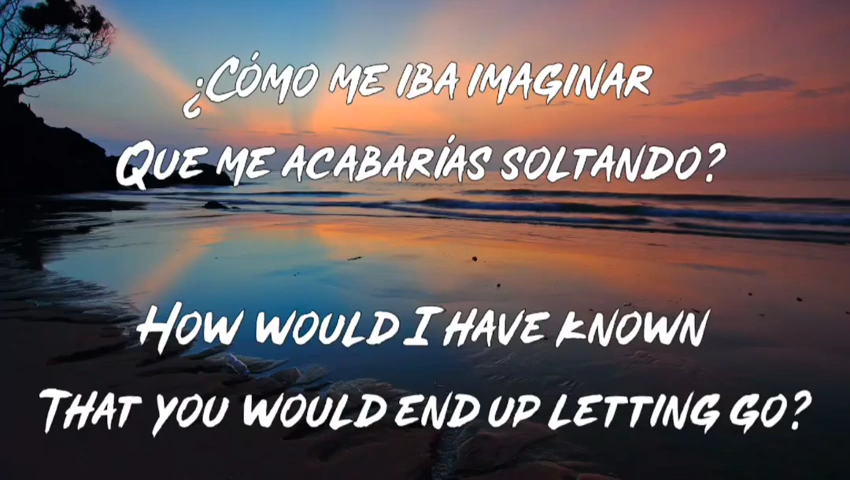 ¿Cómo me iba imaginar
Que me acabarías soltando?
How would I have known
That you would end up letting go?